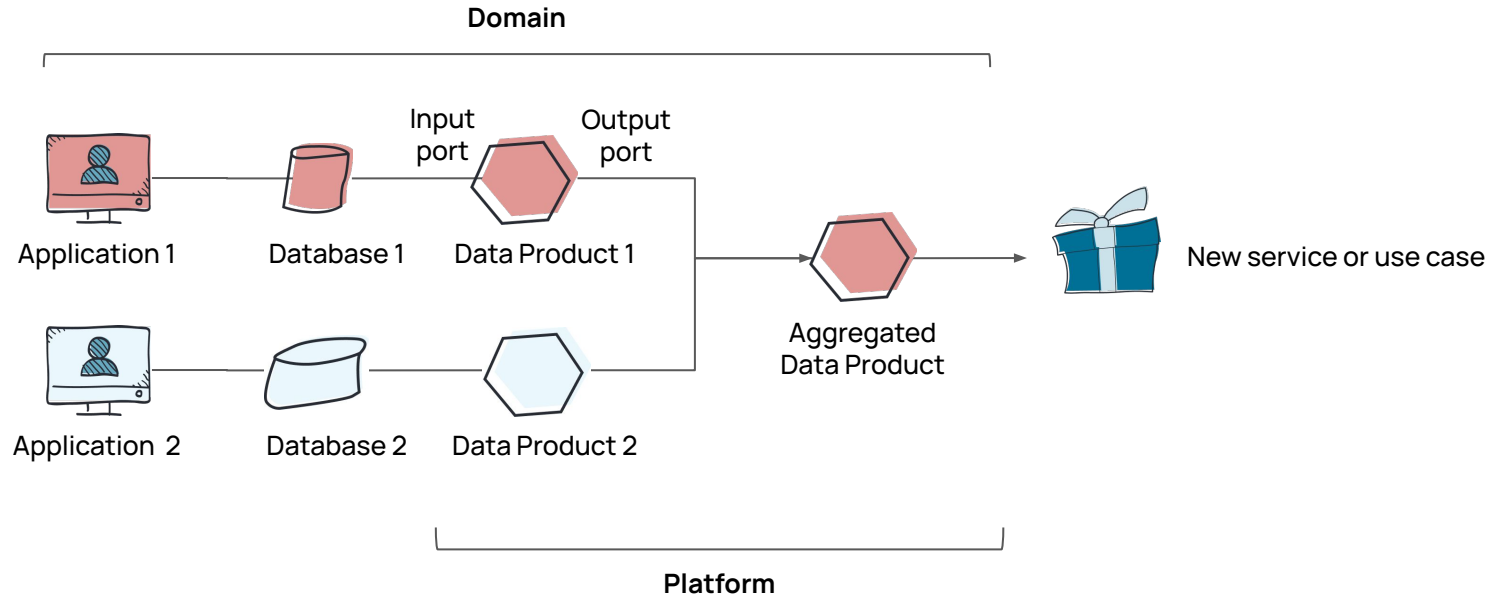 Domain
Input
port
Output
port
Application 1
Database 1
Data Product 1
New service or use case
Aggregated
Data Product
Application  2
Database 2
Data Product 2
Platform